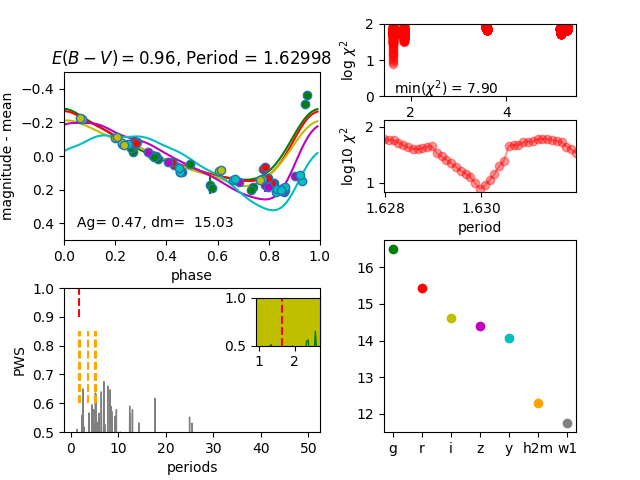 E(B − V) = 0.96, Period = 1.62998
magnitude - mean
−0.4
−0.2
0.0
0.2
0.4
Ag= 0.47, dm=  15.03
0.0 0.2 0.4 0.6 0.8 1.0
phase
log χ²
2
1
0
min(χ²) = 7.90
2 4
log10 χ²
2
1
1.628 1.630
period
PWS
1.0
0.9
0.8
0.7
0.6
0.5
1.0
0.5
1 2
0 10 20 30 40 50
periods
16
15
14
13
12
g r i z y h2m w1